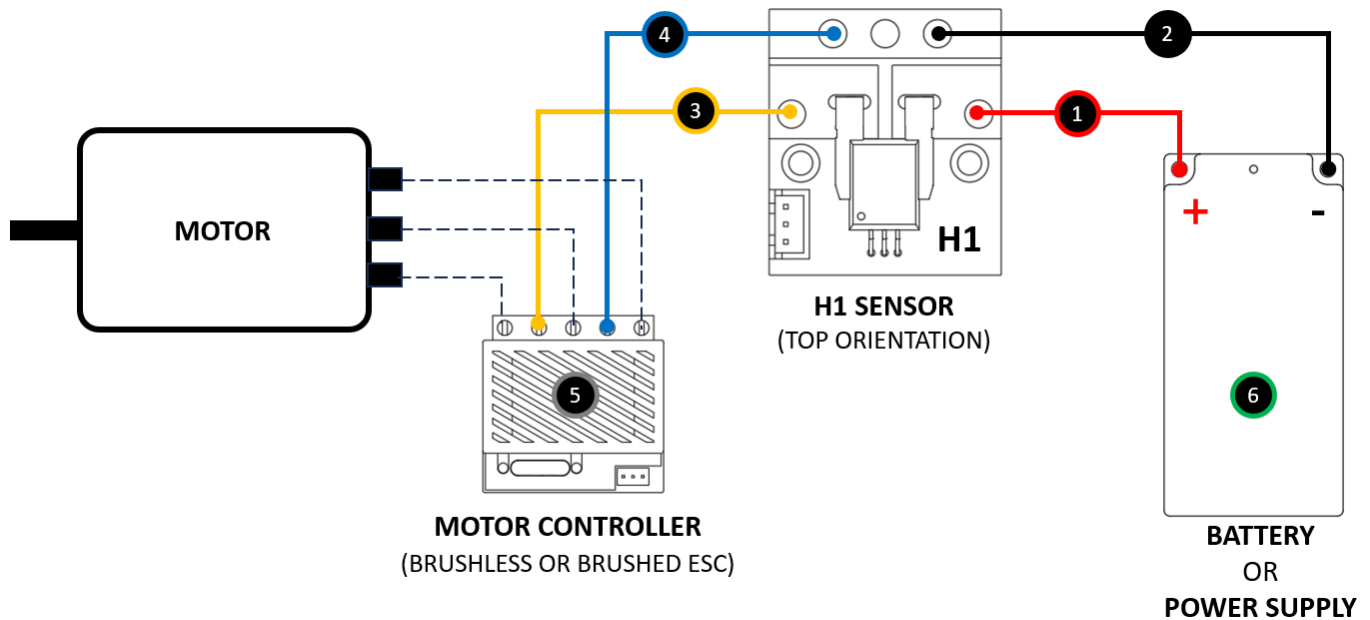 4
2
3
1
MOTOR
+ -
H1
H1 SENSOR
(TOP ORIENTATION)
5
6
MOTOR CONTROLLER
(BRUSHLESS OR BRUSHED ESC)
BATTERY
OR
POWER SUPPLY